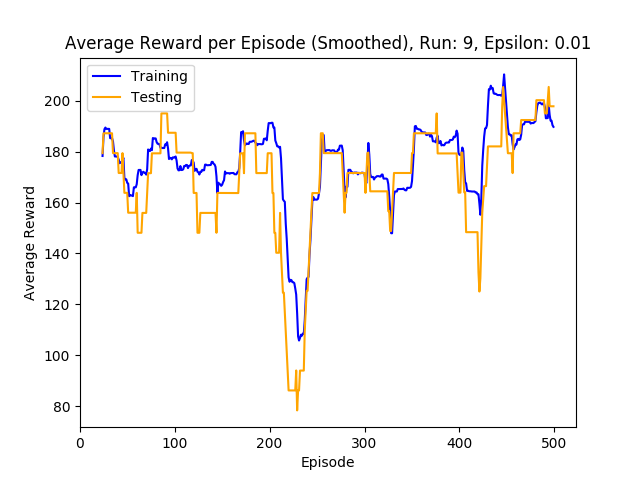 Average Reward per Episode (Smoothed), Run: 9, Epsilon: 0.01
Training
Testing
Average Reward
200
180
160
140
120
100
80
0 100 200 300 400 500
Episode